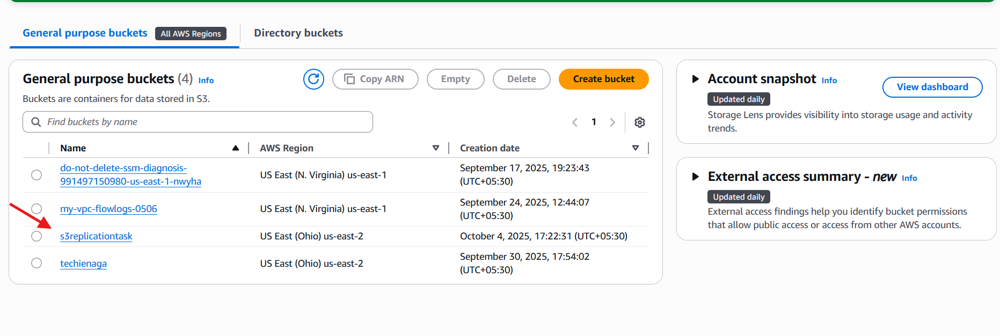 General purpose buckets All AWS Regions Directory buckets
General purpose buckets (4) Info Copy ARN Empty Delete Create bucket
Buckets are containers for data stored in S3.
Find buckets by name 1
Name AWS Region Creation date
do-not-delete-ssm-diagnosis-
991497150980-us-east-1-nwyha
US East (N. Virginia) us-east-1
September 17, 2025, 19:23:43
(UTC+05:30)
my-vpc-flowlogs-0506
US East (N. Virginia) us-east-1
September 24, 2025, 12:44:07
(UTC+05:30)
s3replicationtask US East (Ohio) us-east-2 October 4, 2025, 17:22:31 (UTC+05:30)
techienaga
US East (Ohio) us-east-2
September 30, 2025, 17:54:02
(UTC+05:30)
Account snapshot Info View dashboard
Updated daily
Storage Lens provides visibility into storage usage and activity
trends.
External access summary - new Info
Updated daily
External access findings help you identify bucket permissions
that allow public access or access from other AWS accounts.